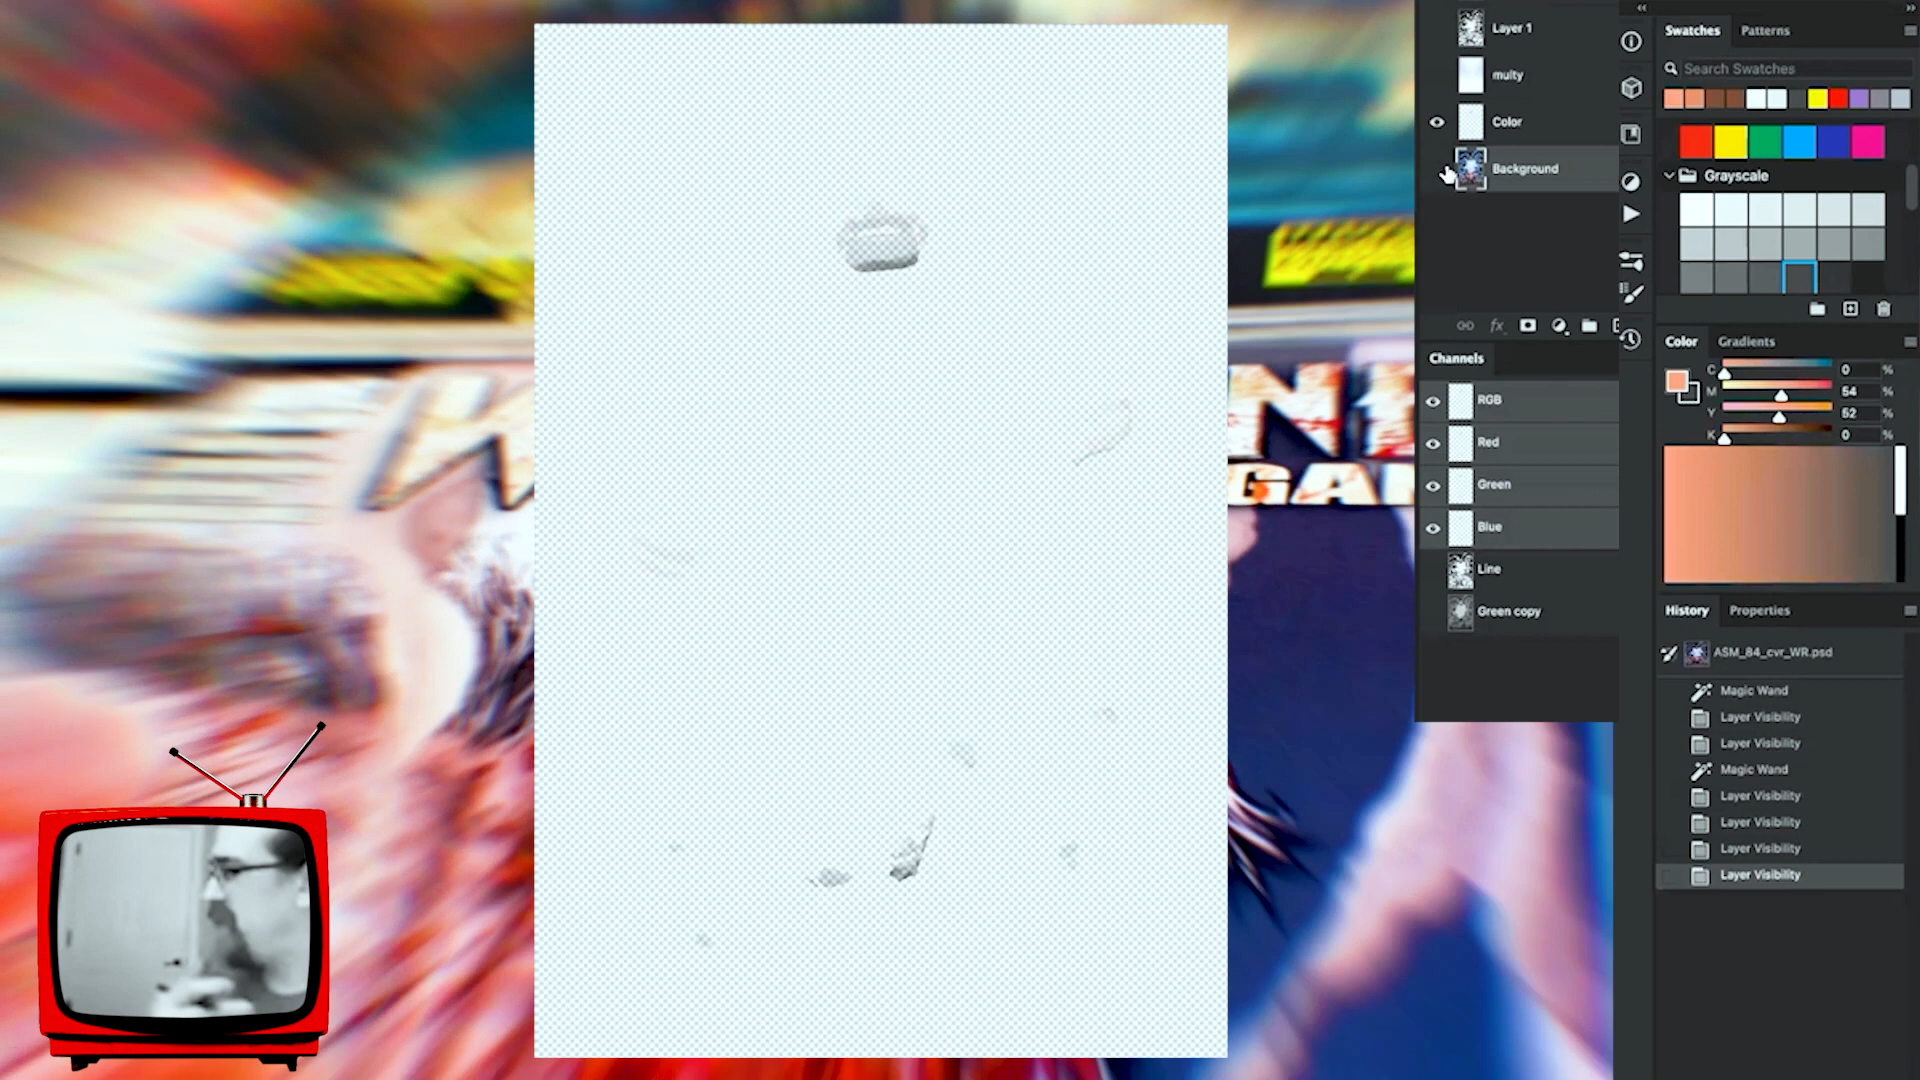 Layer 1
multy
Color
Background
fx
Channels
RGB
Red
Green
Blue
Line
Green copy
Swatches Patterns
Search Swatches
Grayscale
Color Gradients
C 0 %
M 54 %
Y 52 %
K 0 %
History Properties
ASM_84_cvr_WR.psd
Magic Wand
Layer Visibility
Layer Visibility
Magic Wand
Layer Visibility
Layer Visibility
Layer Visibility
Layer Visibility